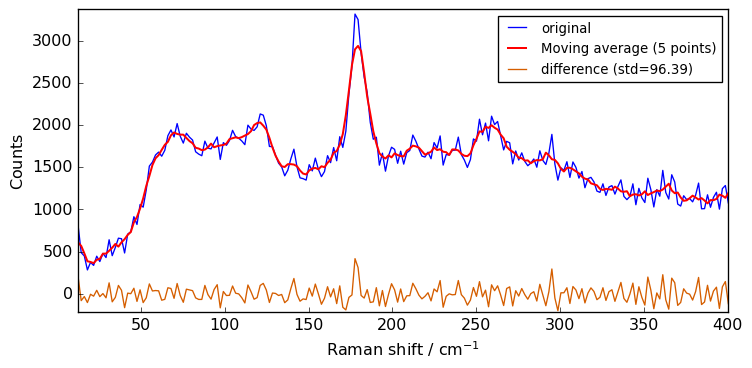 original
Moving average (5 points)
difference (std=96.39)
Counts
3000
2500
2000
1500
1000
500
0
50 100 150 200 250 300 350 400
Raman shift / cm⁻¹